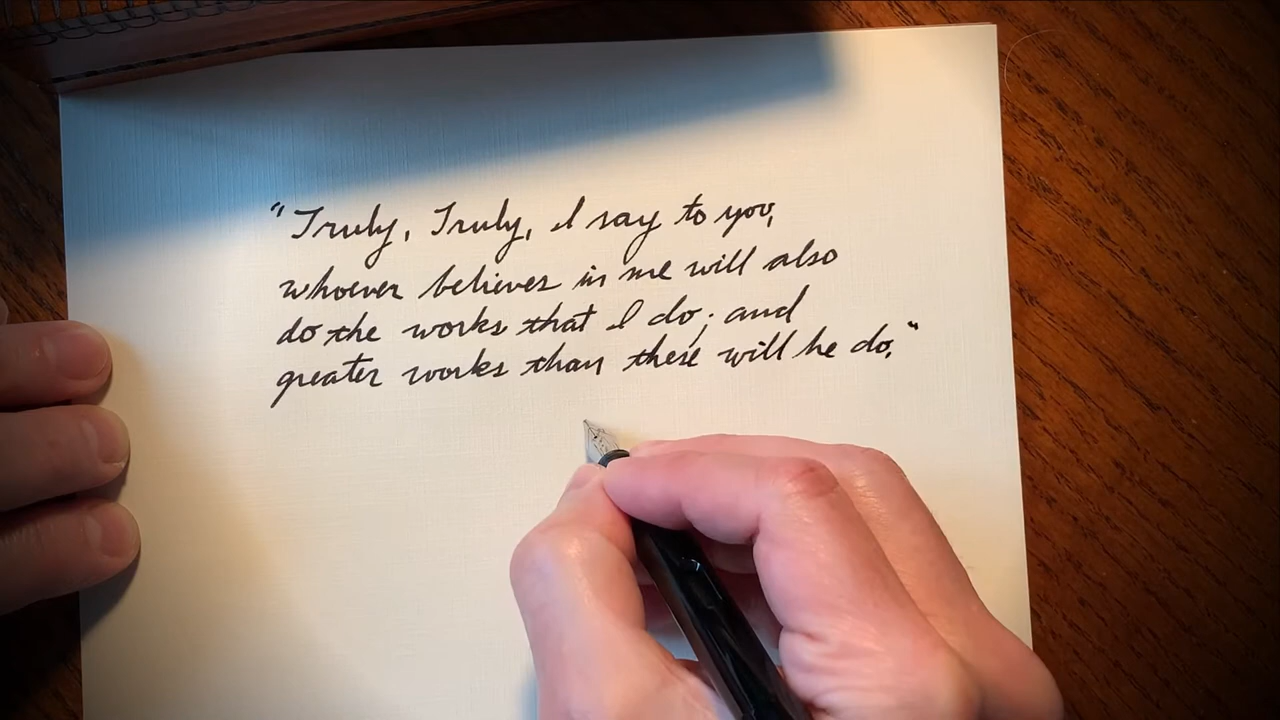 "Truly, Truly, I say to you,
whoever believes in me will also
do the works that I do; and
greater works than these will he do."